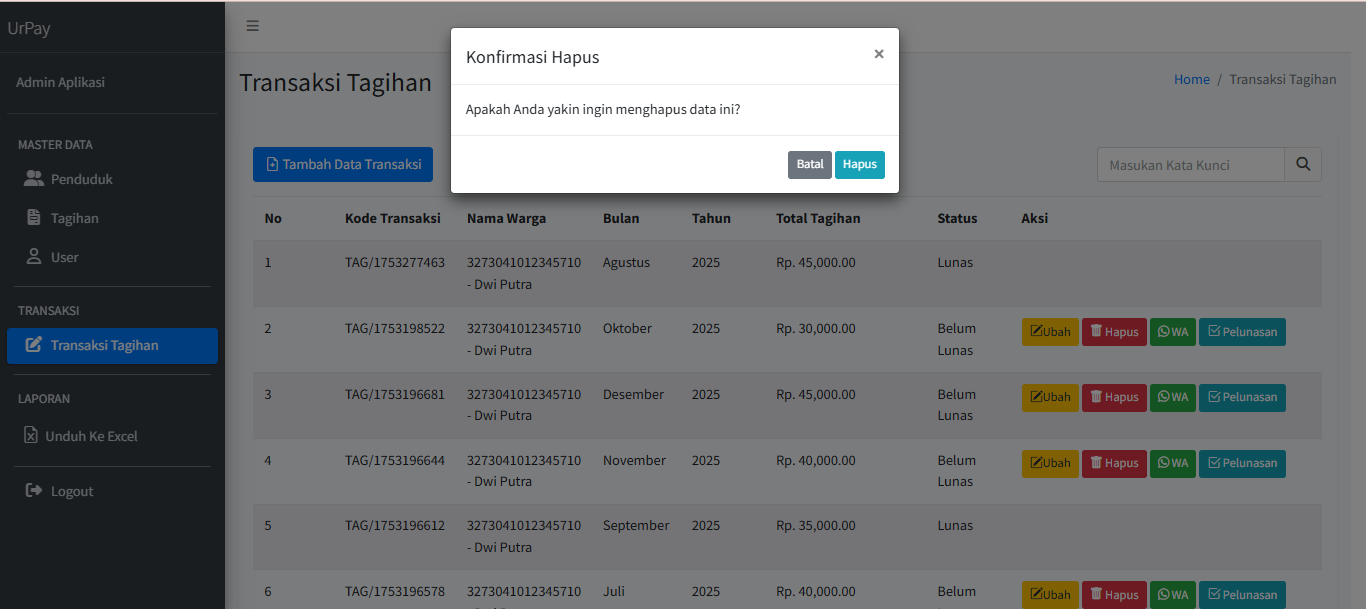 UrPay
Admin Aplikasi
MASTER DATA
Penduduk
Tagihan
User
TRANSAKSI
Transaksi Tagihan
LAPORAN
Unduh Ke Excel
Logout
Transaksi Tagihan
Home / Transaksi Tagihan
Konfirmasi Hapus ×
Apakah Anda yakin ingin menghapus data ini?
Batal Hapus
Tambah Data Transaksi
Masukan Kata Kunci
No Kode Transaksi Nama Warga Bulan Tahun Total Tagihan Status Aksi
1 TAG/1753277463 3273041012345710 Agustus 2025 Rp. 45,000.00 Lunas
- Dwi Putra
2 TAG/1753198522 3273041012345710 Oktober 2025 Rp. 30,000.00 Belum Ubah Hapus WA Pelunasan
- Dwi Putra Lunas
3 TAG/1753196681 3273041012345710 Desember 2025 Rp. 45,000.00 Belum Ubah Hapus WA Pelunasan
- Dwi Putra Lunas
4 TAG/1753196644 3273041012345710 November 2025 Rp. 40,000.00 Belum Ubah Hapus WA Pelunasan
- Dwi Putra Lunas
5 TAG/1753196612 3273041012345710 September 2025 Rp. 35,000.00 Lunas
- Dwi Putra
6 TAG/1753196578 3273041012345710 Juli 2025 Rp. 40,000.00 Belum Ubah Hapus WA Pelunasan